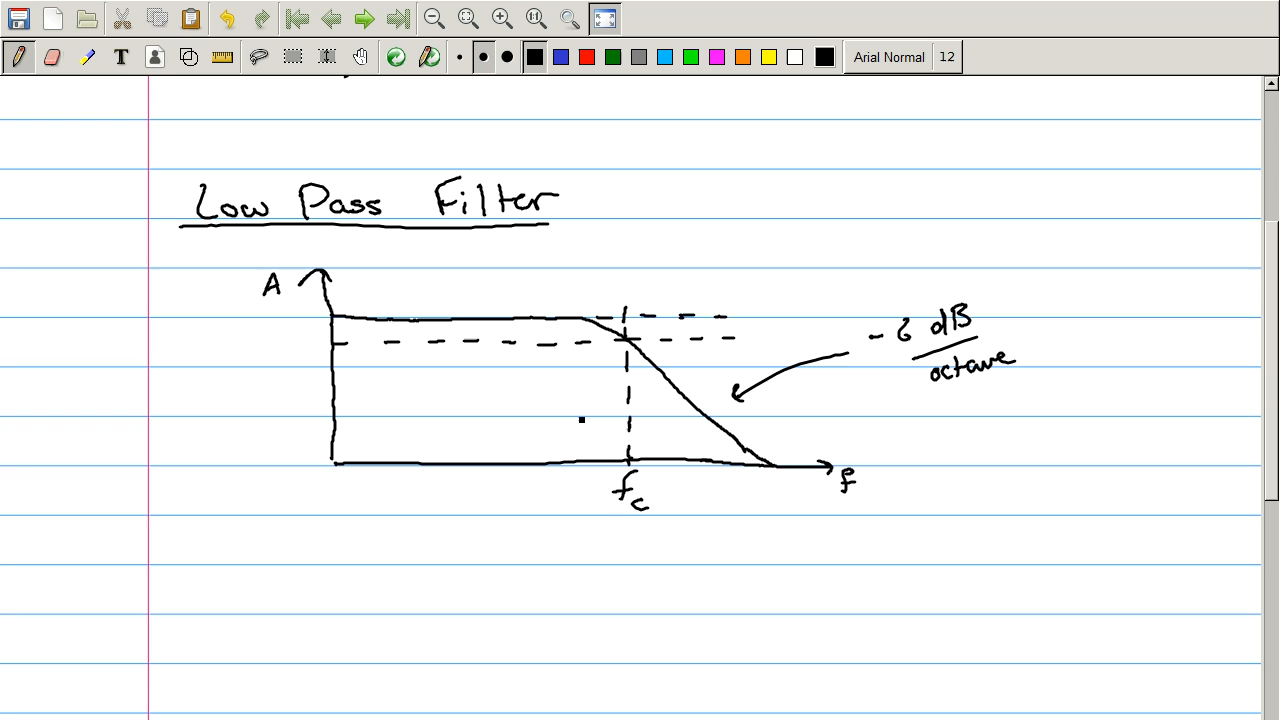 Arial Normal 12
Low Pass Filter
A
- 6 dB
octave
fc
f